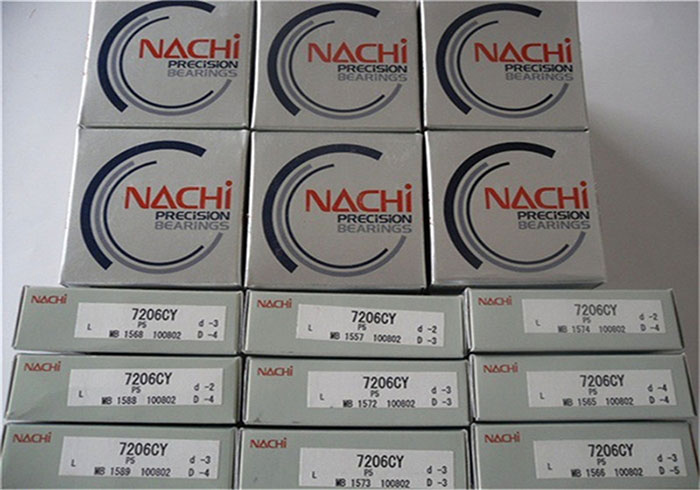 NACHi
PRECiSiON
BEARINGS
NACHi
PRECiSiON
BEARINGS
NACHi
PRECiSiON
BEARINGS
NACHi
PRECiSiON
BEARINGS
NACHi
PRECiSiON
BEARINGS
NACHi
PRECiSiON
BEARINGS
NACHi
7206CY
P5 d -3
L MB 1568 100802 D -4
NACHi
7206CY
P5 d -2
L MB 1557 100802 D -3
NACHi
7206CY
P5 d -2
L MB 1574 100802 D -4
NACHi
7206CY
P5 d -2
L MB 1588 100802 D -4
NACHi
7206CY
P5 d -3
L MB 1572 100802 D -3
NACHi
7206CY
P5 d -4
L MB 1565 100802 D -4
NACHi
7206CY
P5 d -3
L MB 1589 100802 D -4
NACHi
7206CY
P5 d -3
L MB 1573 100802 D -3
NACHi
7206CY
P5 d -3
L MB 1566 100802 D -5